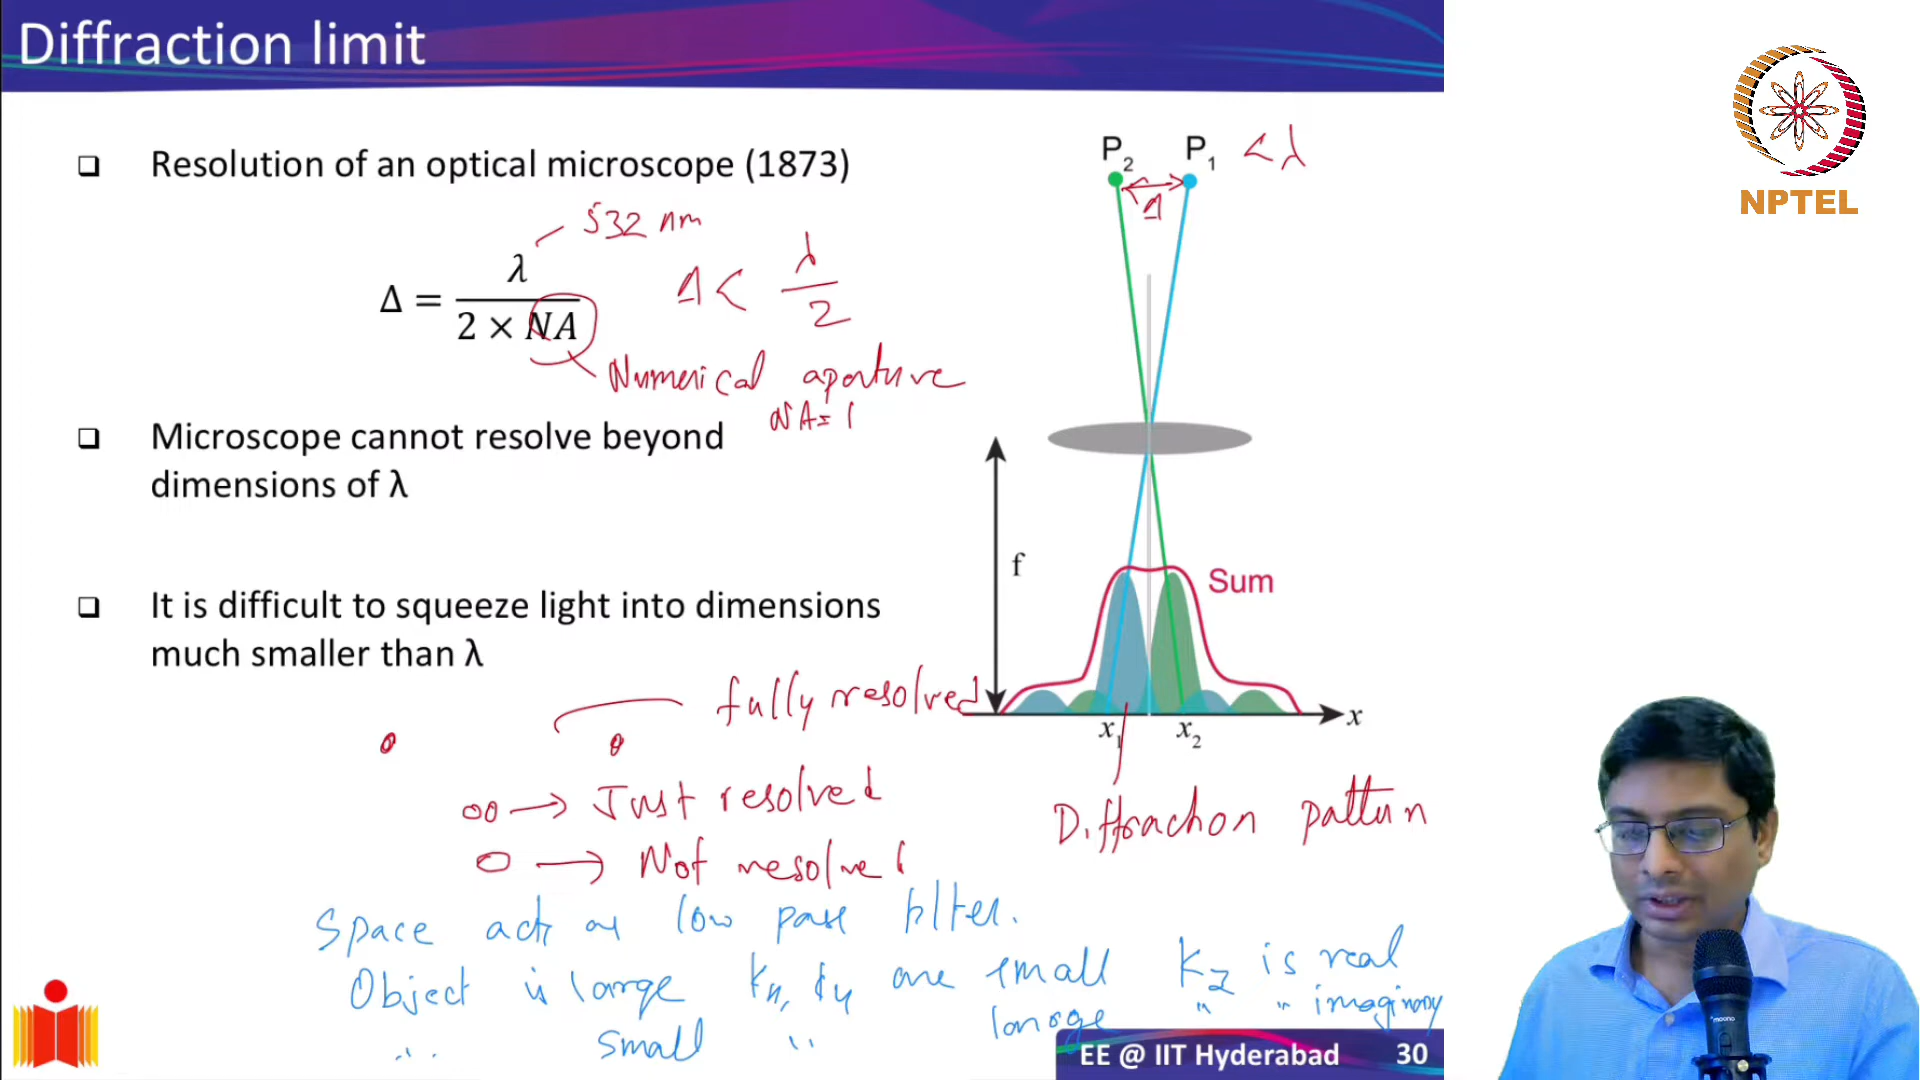 Diffraction limit
❑ Resolution of an optical microscope (1873)
532 nm
Δ = λ / 2 × NA
Δ < λ / 2
Numerical aperture
NA = 1
❑ Microscope cannot resolve beyond
dimensions of λ
❑ It is difficult to squeeze light into dimensions
much smaller than λ
fully resolved
Just resolved
Not resolved
P2 P1 < λ
Δ
f
Sum
x1 x2 x
Diffraction pattern
Space acts as low pass filter.
Object is large kx, ky are small kz is real
" small " large " " imaginary
EE @ IIT Hyderabad 30
NPTEL